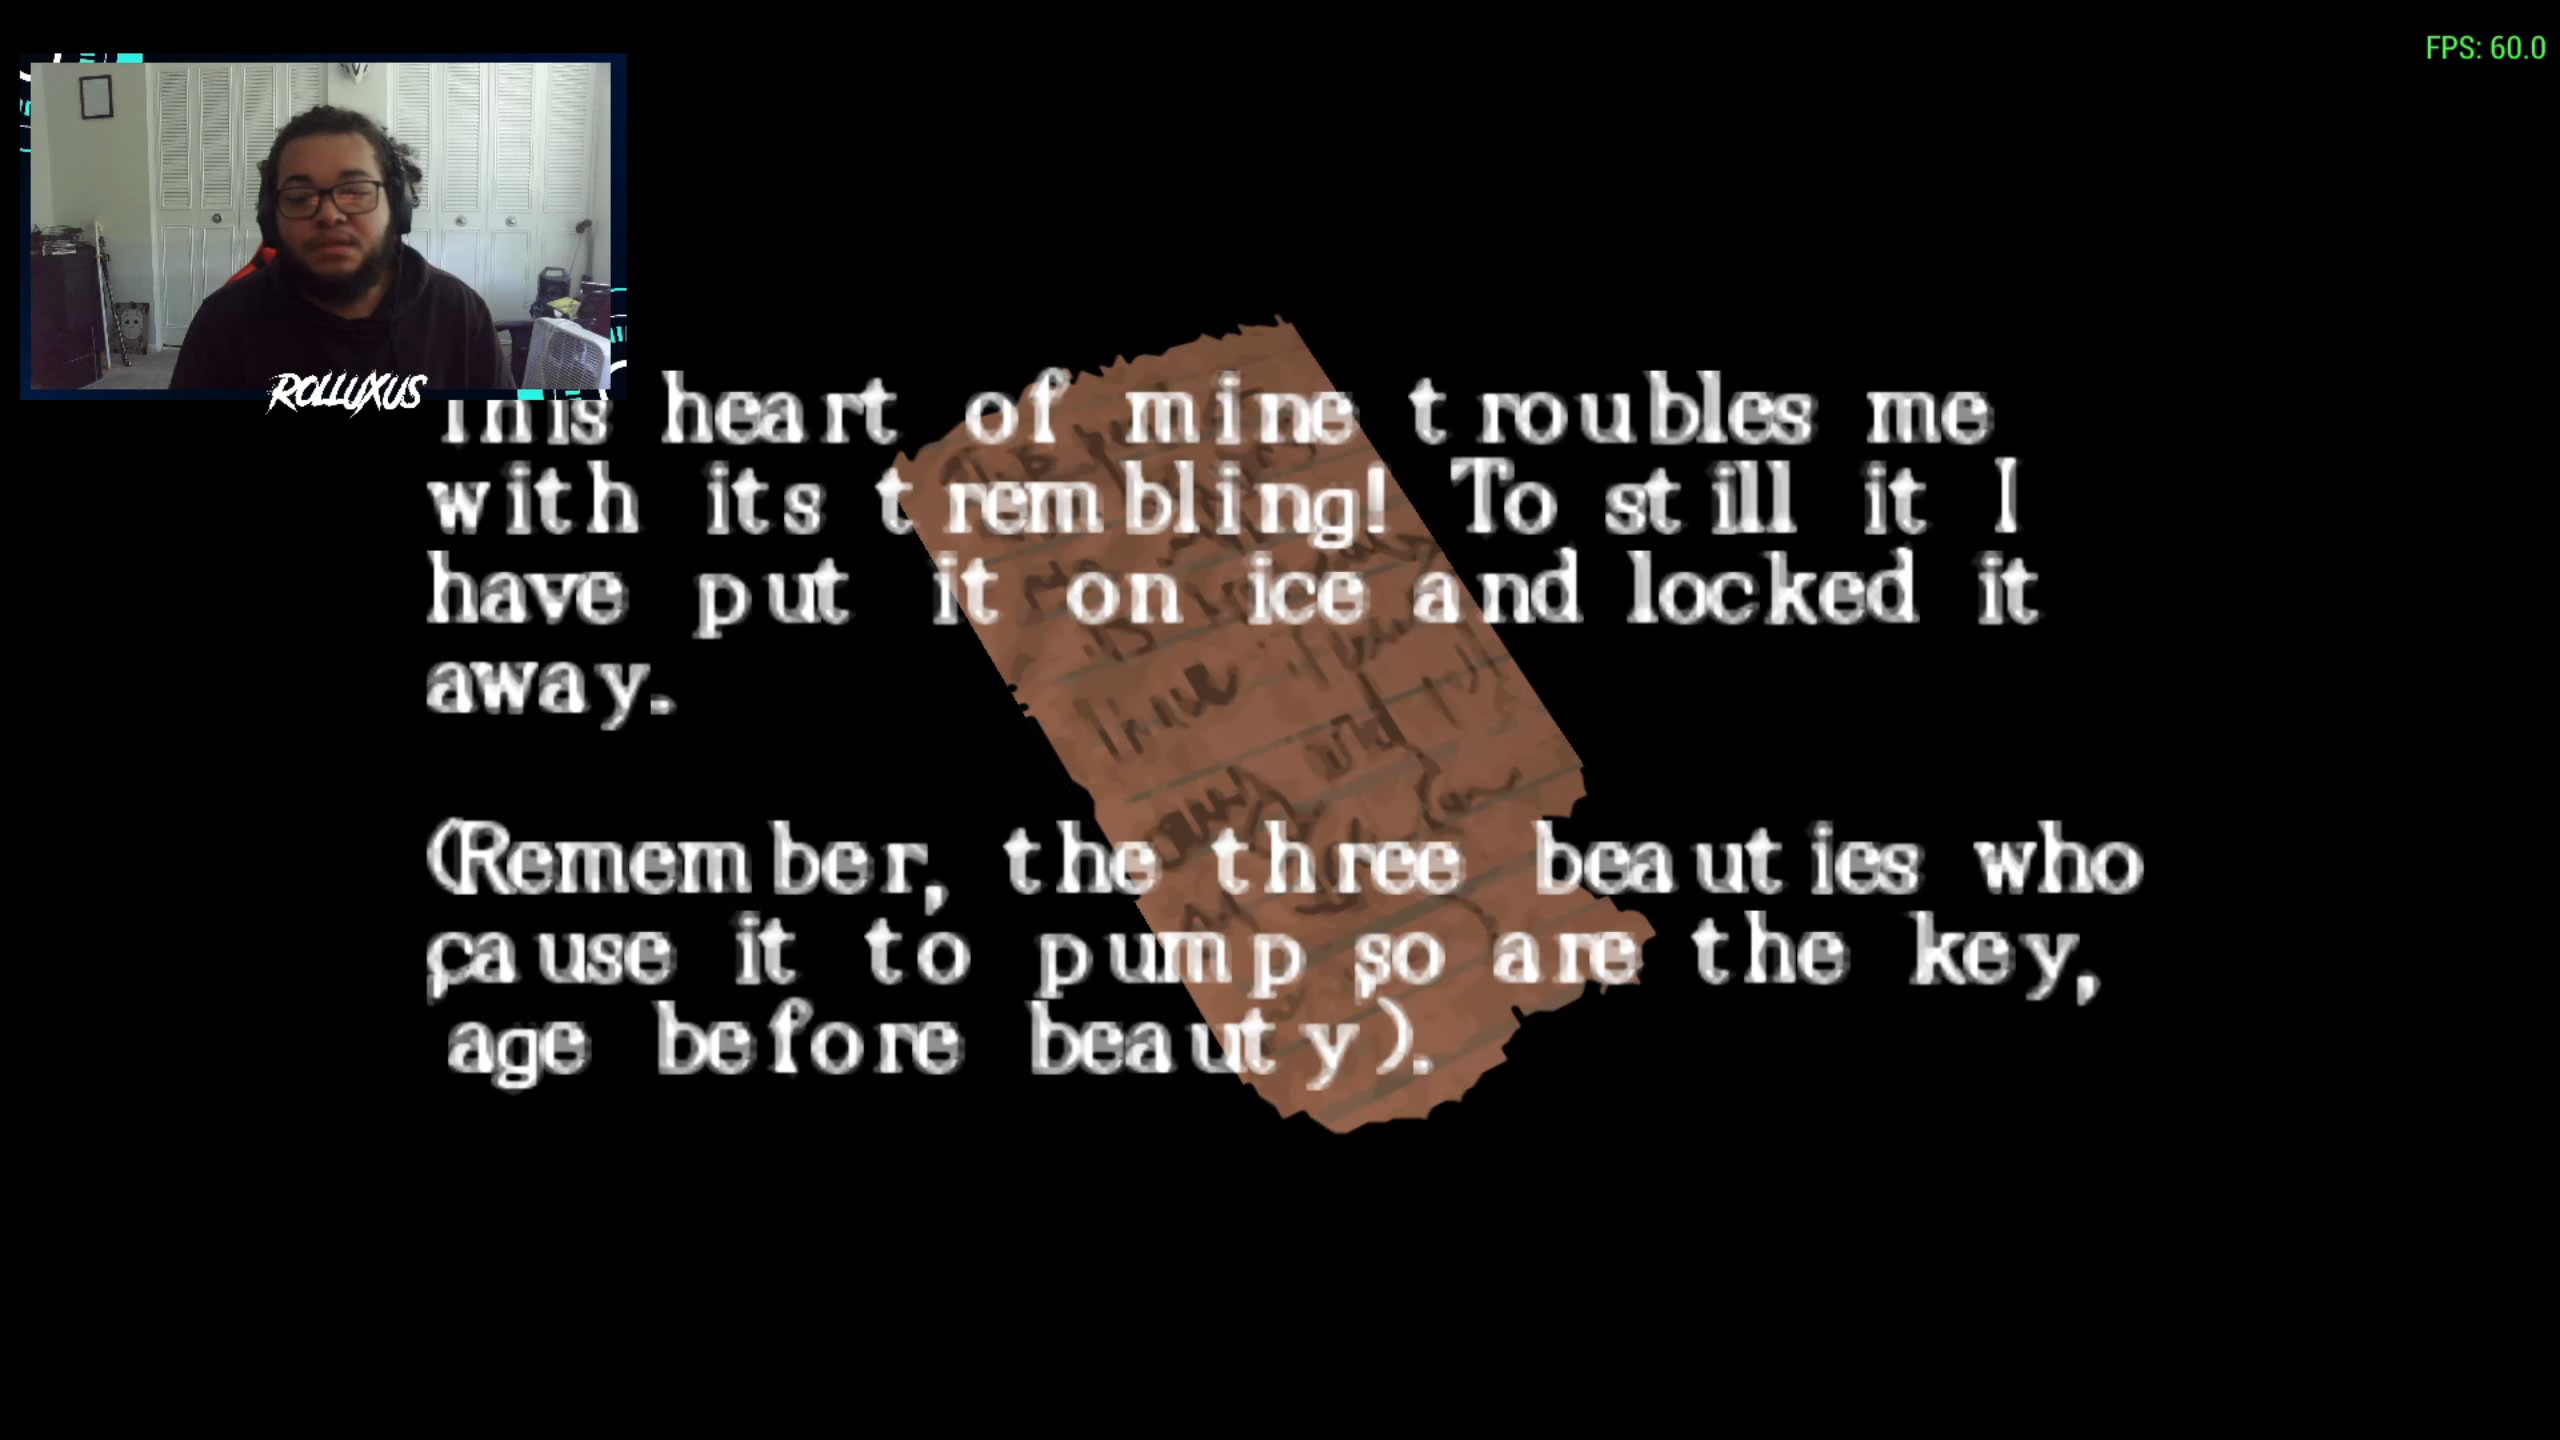 FPS: 60.0
ROLLUXUS
This heart of mine troubles me
with its trembling! To still it I
have put it on ice and locked it
away.
(Remember, the three beauties who
cause it to pump so are the key,
age before beauty).